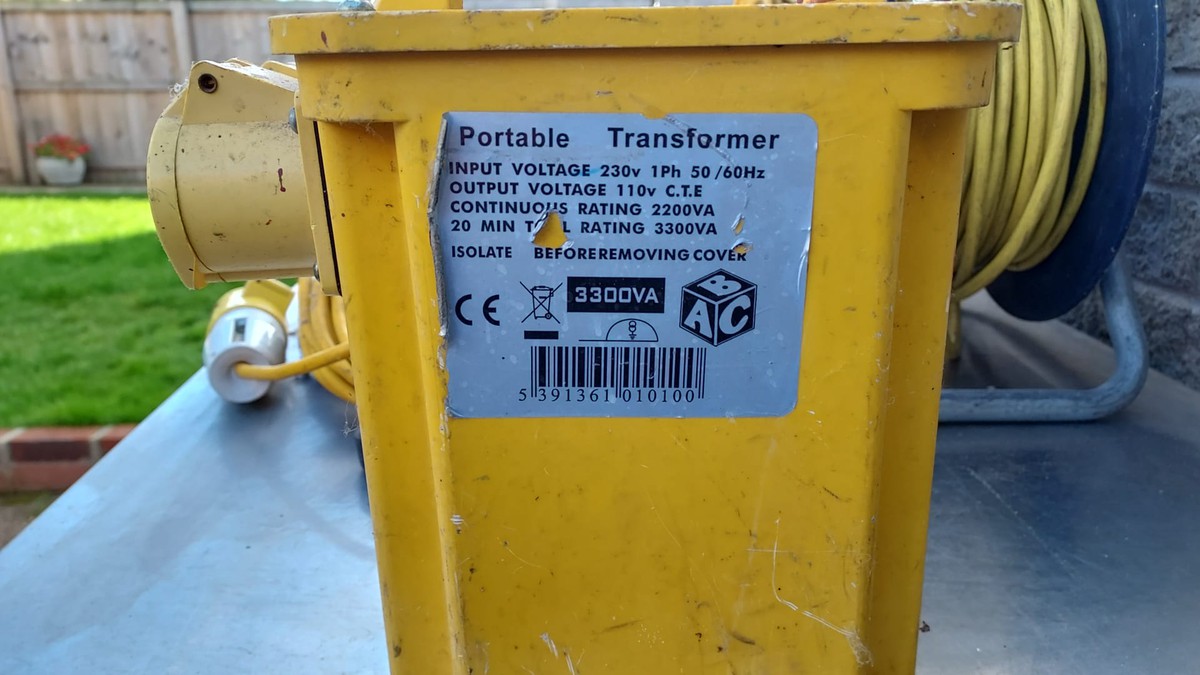 Portable Transformer
INPUT VOLTAGE 230v 1Ph 50/60Hz
OUTPUT VOLTAGE 110v C.T.E
CONTINUOUS RATING 2200VA
20 MIN RATING 3300VA
ISOLATE BEFORE REMOVING COVER
CE
3300VA
ABC
5 391361 010100